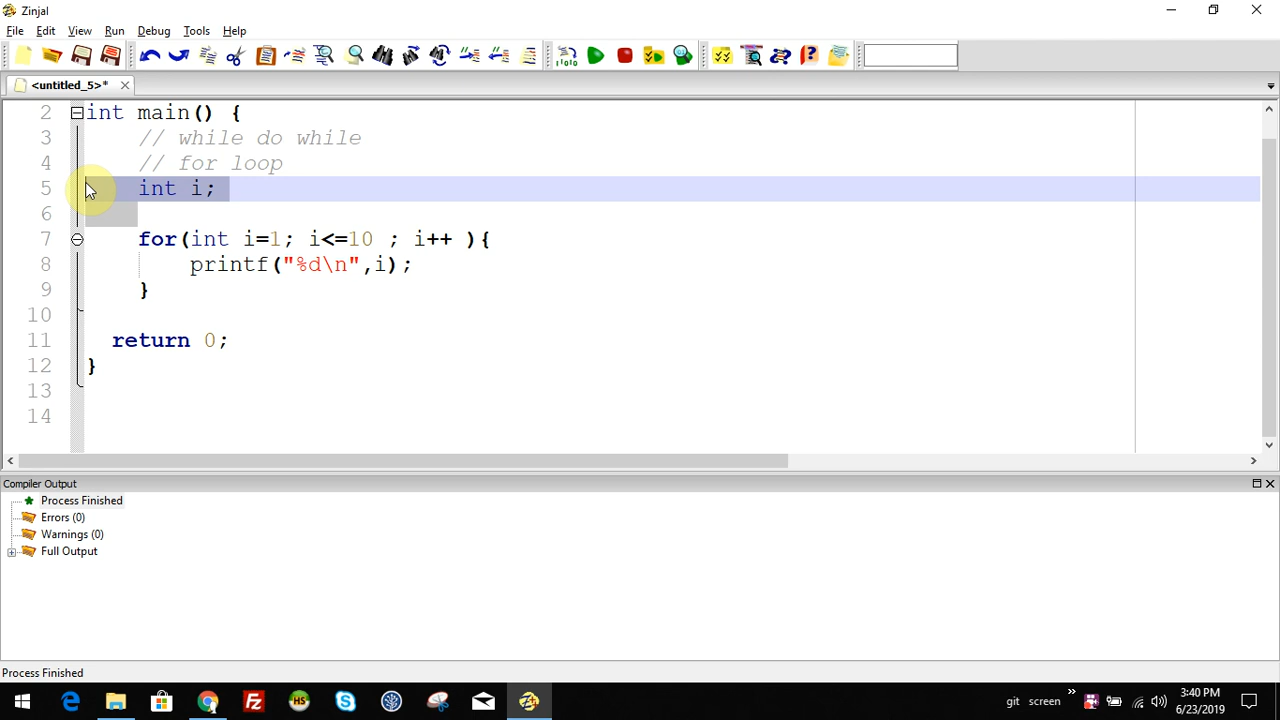 Zinjal
File Edit View Run Debug Tools Help
<untitled_5>*
2 int main() {
3 // while do while
4 // for loop
5 int i;
6
7 for(int i=1; i<=10 ; i++ ){
8 printf("%d\n",i);
9 }
10
11 return 0;
12 }
13
14
Compiler Output
Process Finished
Errors (0)
Warnings (0)
Full Output
Process Finished
git screen
3:40 PM
6/23/2019